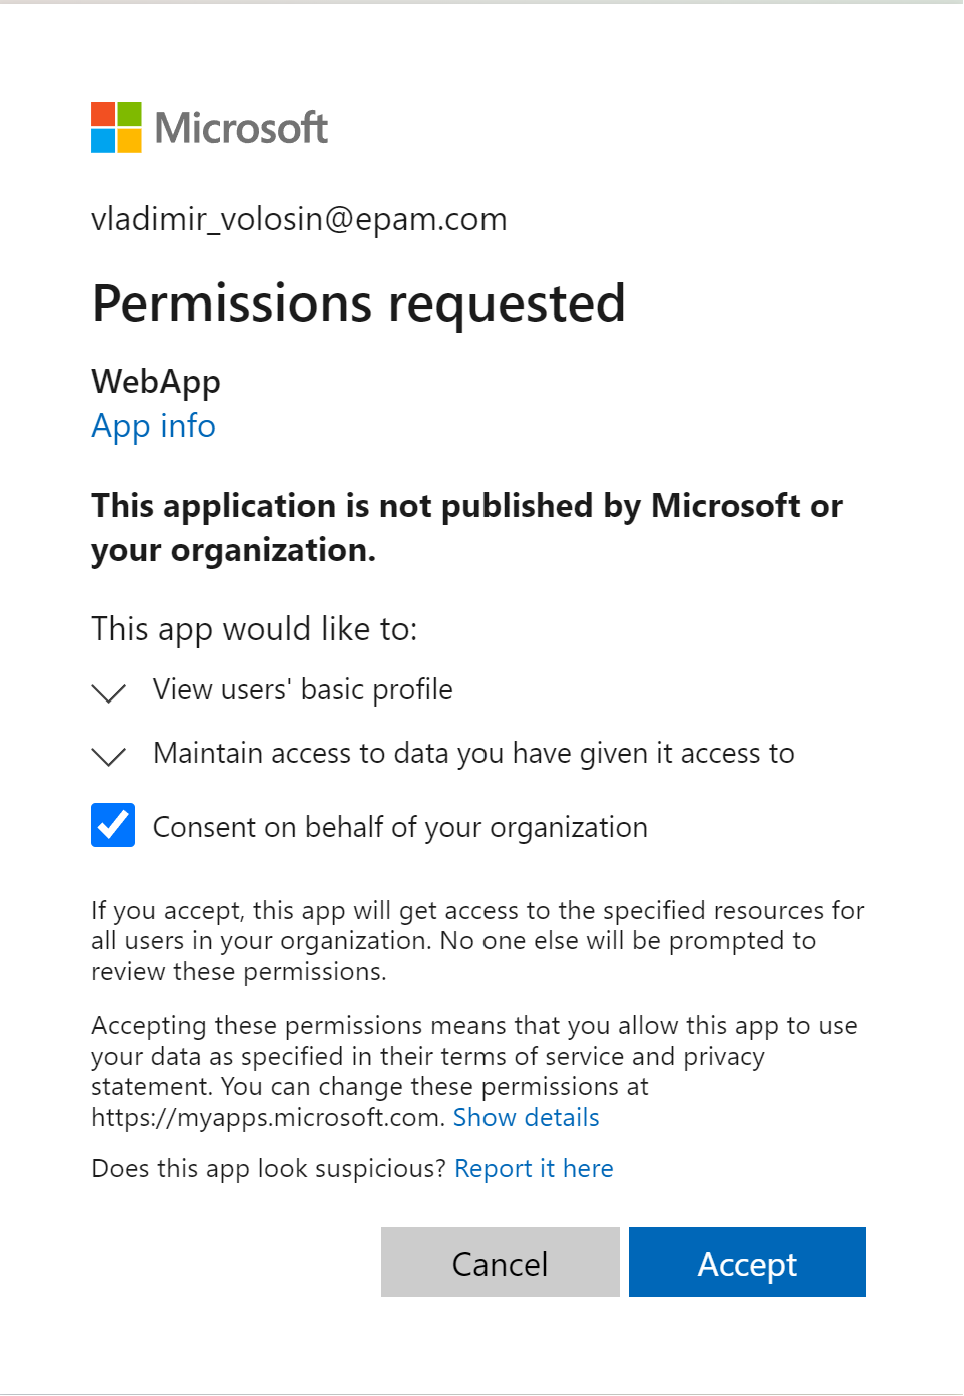 Microsoft
vladimir_volosin@epam.com
Permissions requested
WebApp
App info
This application is not published by Microsoft or
your organization.
This app would like to:
View users' basic profile
Maintain access to data you have given it access to
Consent on behalf of your organization
If you accept, this app will get access to the specified resources for
all users in your organization. No one else will be prompted to
review these permissions.
Accepting these permissions means that you allow this app to use
your data as specified in their terms of service and privacy
statement. You can change these permissions at
https://myapps.microsoft.com. Show details
Does this app look suspicious? Report it here
Cancel
Accept